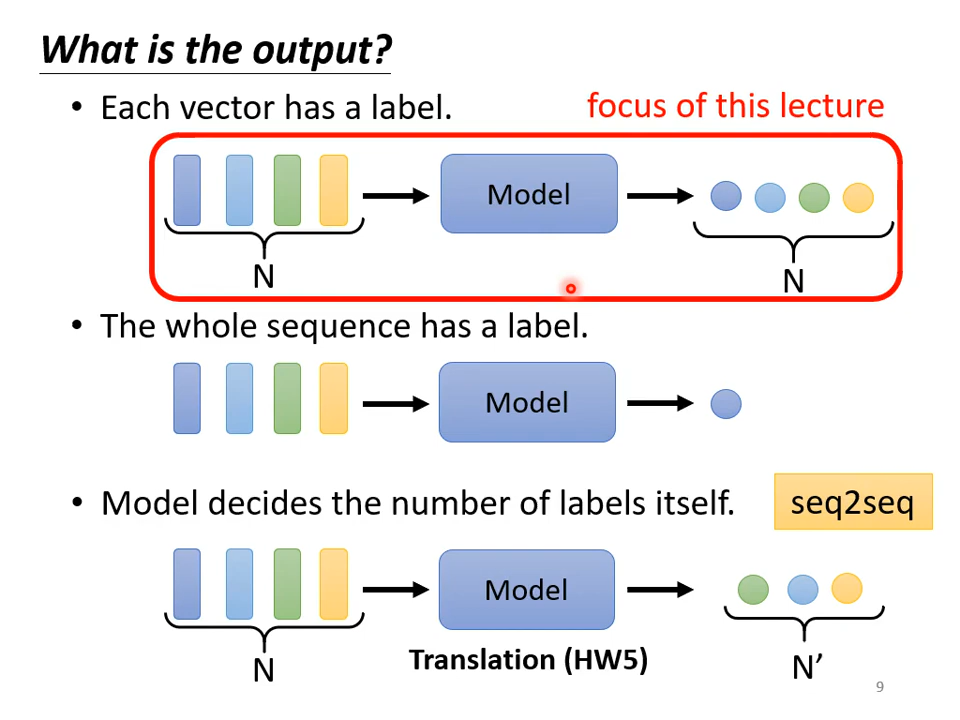 What is the output?
• Each vector has a label.
focus of this lecture
Model
N
N
• The whole sequence has a label.
Model
• Model decides the number of labels itself.
seq2seq
Model
N
Translation (HW5)
N’
9